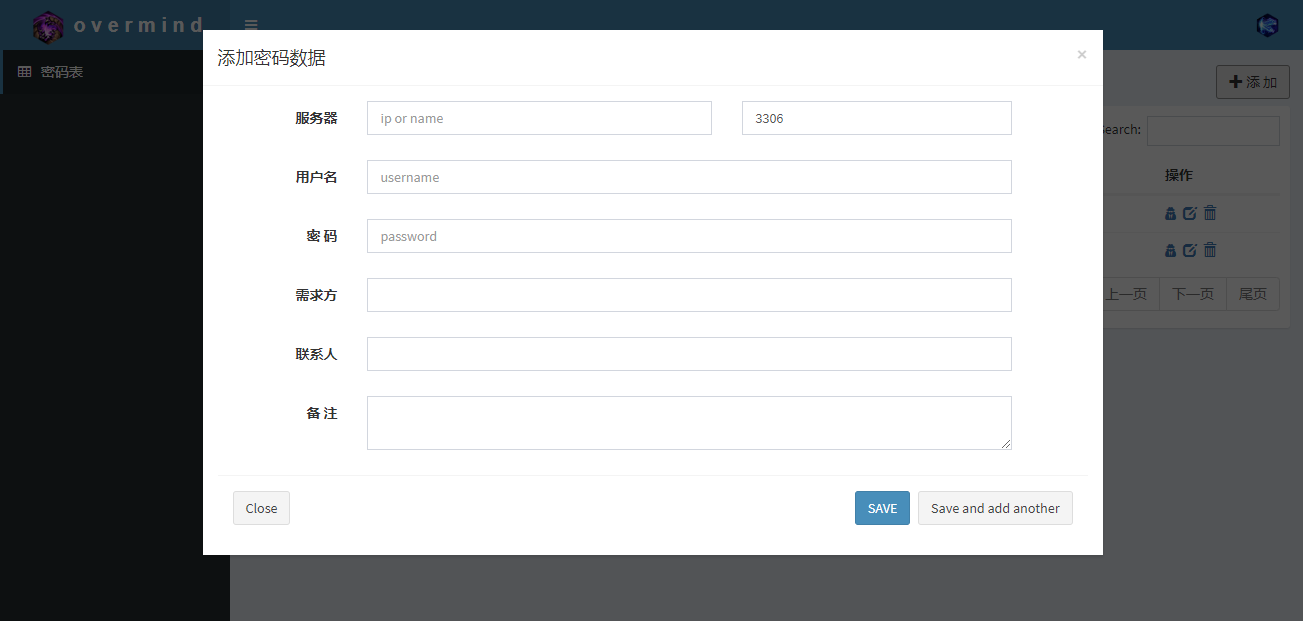 overmind
密码表
添加
Search:
操作
上一页 下一页 尾页
添加密码数据 ×
服务器 ip or name 3306
用户名 username
密 码 password
需求方
联系人
备 注
Close SAVE Save and add another